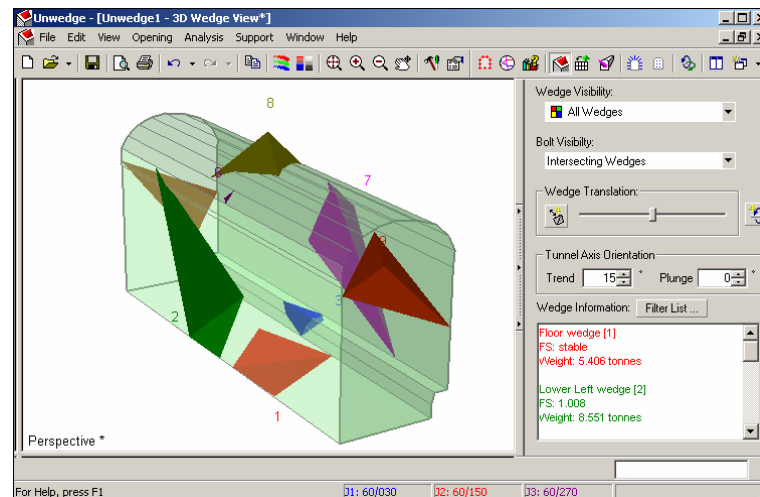 Unwedge - [Unwedge1 - 3D Wedge View*]
File Edit View Opening Analysis Support Window Help
Wedge Visibility:
All Wedges
Bolt Visibilty:
Intersecting Wedges
Wedge Translation:
Tunnel Axis Orientation
Trend 15 ° Plunge 0 °
Wedge Information: Filter List ...
Floor wedge [1]
FS: stable
Weight: 5.406 tonnes
Lower Left wedge [2]
FS: 1.008
Weight: 8.551 tonnes
8
7
6
9
3
2
1
Perspective *
For Help, press F1
J1: 60/030 J2: 60/150 J3: 60/270